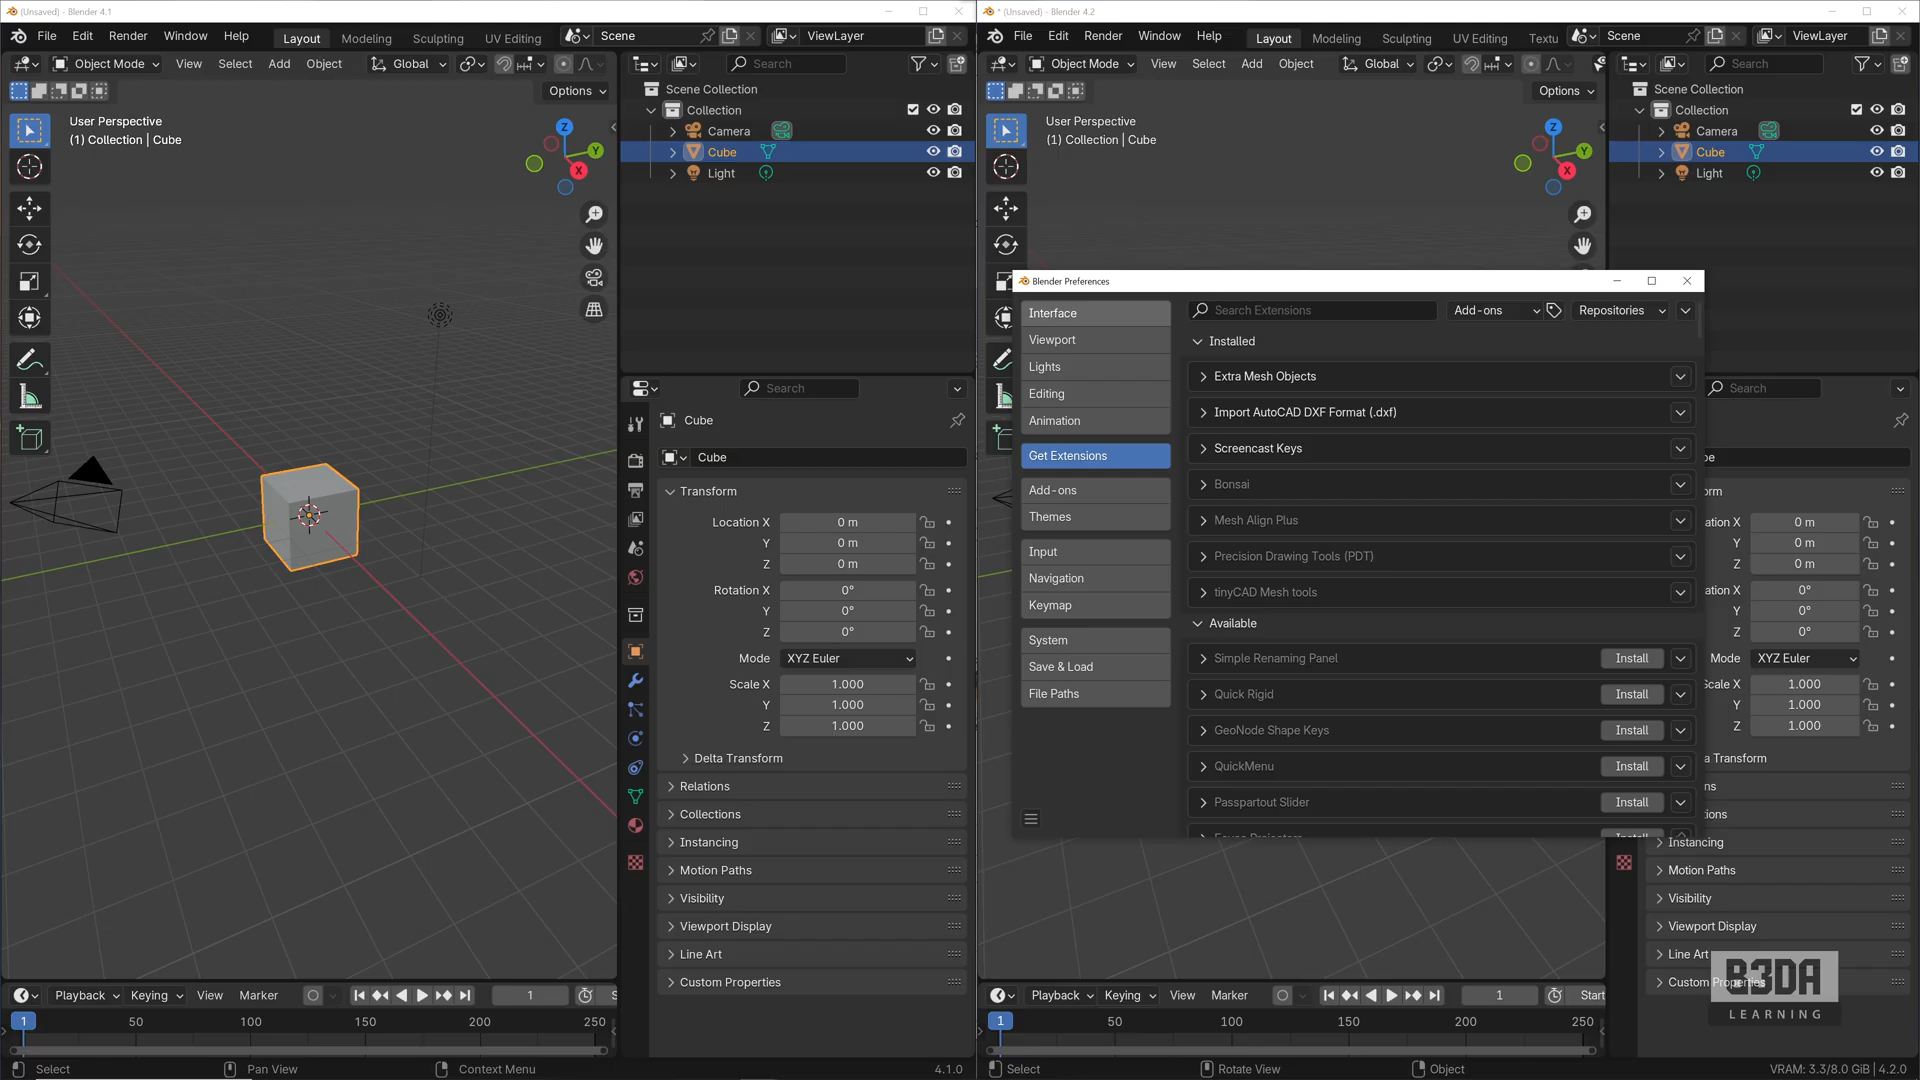 (Unsaved) - Blender 4.1
File Edit Render Window Help Layout Modeling Sculpting UV Editing Scene ViewLayer
Object Mode View Select Add Object Global Search
Options
User Perspective
(1) Collection | Cube
Z
Y
X
Scene Collection
Collection
Camera
Cube
Light
Search
Cube
Cube
Transform
Location X 0 m
Y 0 m
Z 0 m
Rotation X 0°
Y 0°
Z 0°
Mode XYZ Euler
Scale X 1.000
Y 1.000
Z 1.000
Delta Transform
Relations
Collections
Instancing
Motion Paths
Visibility
Viewport Display
Line Art
Custom Properties
Playback Keying View Marker 1 S
1 50 100 150 200 250
Select Pan View Context Menu 4.1.0
* (Unsaved) - Blender 4.2
File Edit Render Window Help Layout Modeling Sculpting UV Editing Textu Scene ViewLayer
Object Mode View Select Add Object Global Search
Options
User Perspective
(1) Collection | Cube
Z
Y
X
Scene Collection
Collection
Camera
Cube
Light
Blender Preferences
Interface
Viewport
Lights
Editing
Animation
Get Extensions
Add-ons
Themes
Input
Navigation
Keymap
System
Save & Load
File Paths
Search Extensions Add-ons Repositories
Installed
Extra Mesh Objects
Import AutoCAD DXF Format (.dxf)
Screencast Keys
Bonsai
Mesh Align Plus
Precision Drawing Tools (PDT)
tinyCAD Mesh tools
Available
Simple Renaming Panel Install
Quick Rigid Install
GeoNode Shape Keys Install
QuickMenu Install
Passpartout Slider Install
Install
Search
be
orm
ation X 0 m
Y 0 m
Z 0 m
ation X 0°
Y 0°
Z 0°
Mode XYZ Euler
Scale X 1.000
Y 1.000
Z 1.000
a Transform
ns
tions
Instancing
Motion Paths
Visibility
Viewport Display
Line Art
Custom Properties
B3DA
LEARNING
Playback Keying View Marker 1 Start
1 50 100 150 200 250
Select Rotate View Object VRAM: 3.3/8.0 GiB | 4.2.0